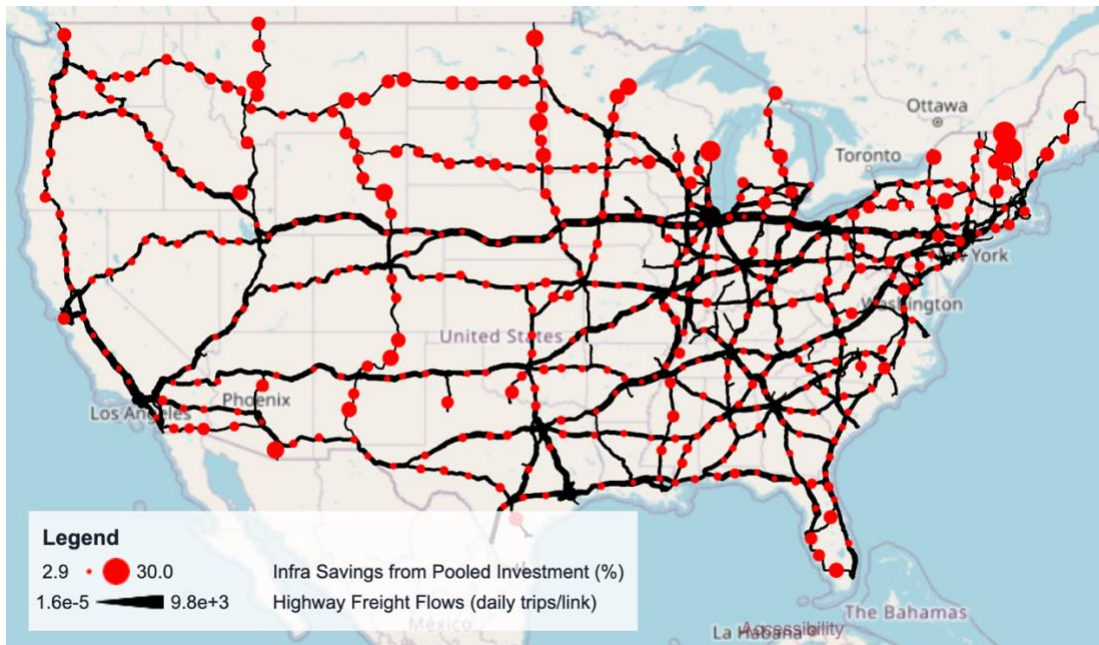 Ottawa
Toronto
York
Washington
United States
Los Angeles
Phoenix
Legend
2.9 30.0 Infra Savings from Pooled Investment (%)
1.6e-5 9.8e+3 Highway Freight Flows (daily trips/link)
México
The Bahamas
La Habana
Accessibility